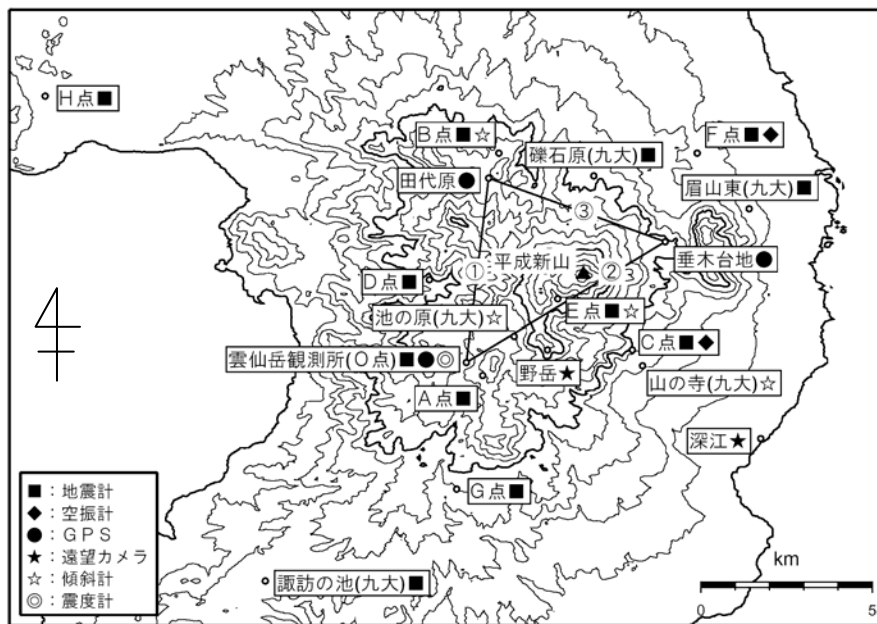 H点■
B点■☆
礫石原(九大)■
F点■◆
田代原●
眉山東(九大)■
③
平成新山
①
②
垂木台地●
D点■
池の原(九大)☆
E点■☆
C点■◆
雲仙岳観測所(O点)■●◎
野岳★
山の寺(九大)☆
A点■
深江★
G点■
諏訪の池(九大)■
■：地震計
◆：空振計
●：GPS
★：遠望カメラ
☆：傾斜計
◎：震度計
km
0 5